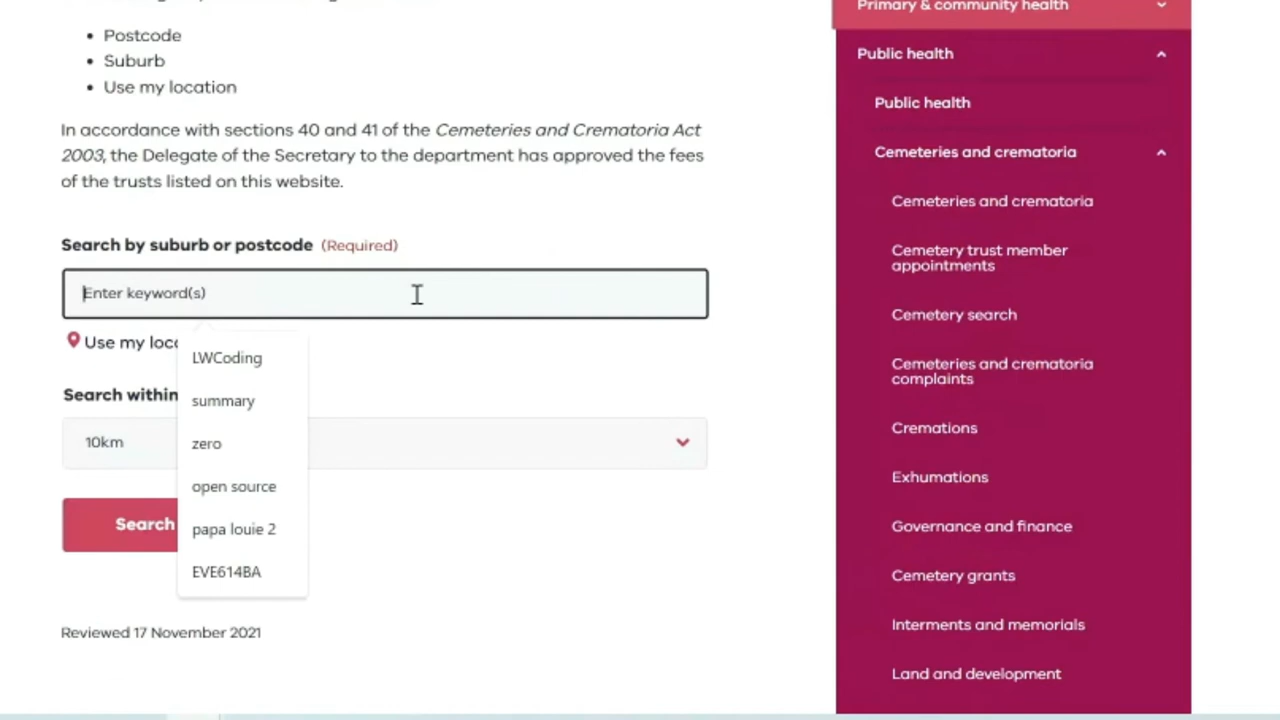 Postcode
Suburb
Use my location
In accordance with sections 40 and 41 of the Cemeteries and Crematoria Act
2003, the Delegate of the Secretary to the department has approved the fees
of the trusts listed on this website.
Search by suburb or postcode (Required)
Enter keyword(s)
Use my loc
LWCoding
summary
zero
open source
papa louie 2
EVE614BA
Search within
10km
Search
Reviewed 17 November 2021
Primary & community health
Public health
Public health
Cemeteries and crematoria
Cemeteries and crematoria
Cemetery trust member
appointments
Cemetery search
Cemeteries and crematoria
complaints
Cremations
Exhumations
Governance and finance
Cemetery grants
Interments and memorials
Land and development